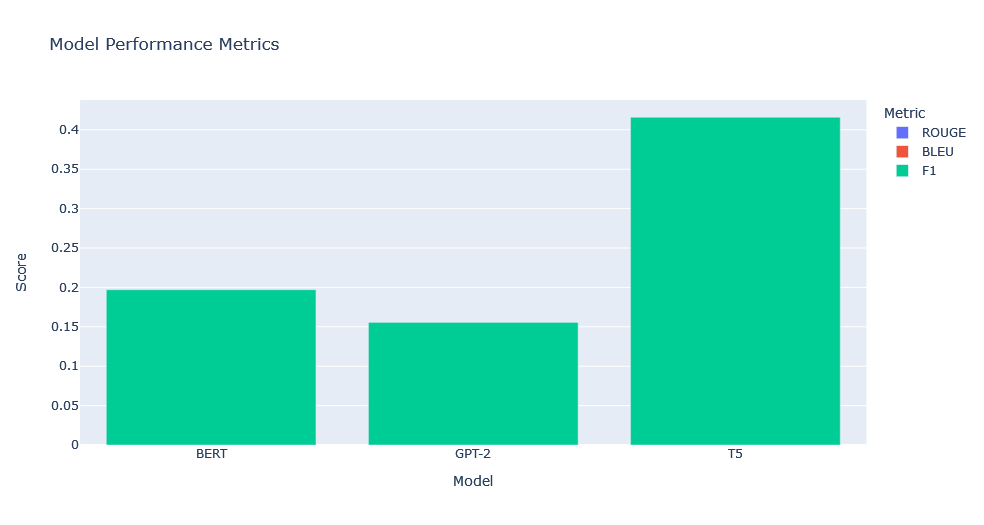 Model Performance Metrics
Metric
ROUGE
BLEU
F1
Score
0.4
0.35
0.3
0.25
0.2
0.15
0.1
0.05
0
BERT GPT-2 T5
Model